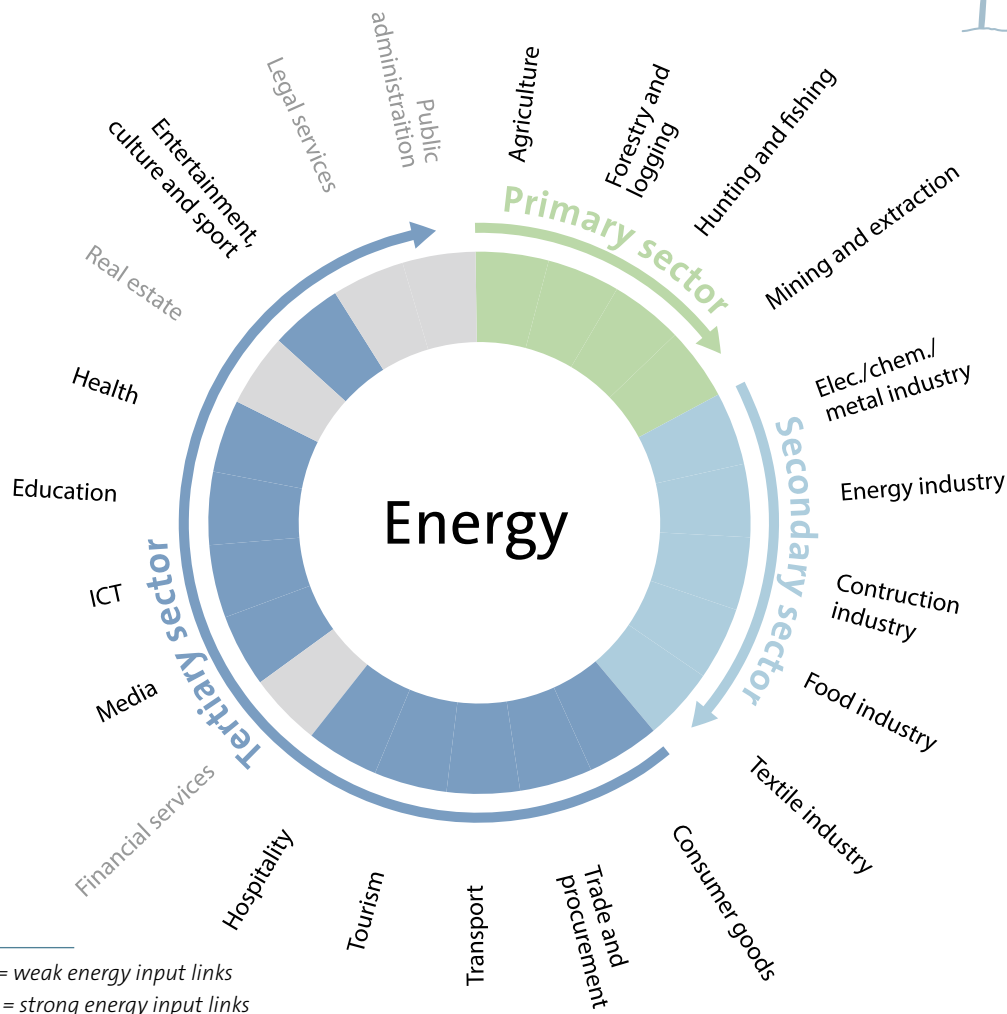 Energy
Primary sector
Agriculture
Forestry and
logging
Hunting and fishing
Mining and extraction
Secondary sector
Elec./chem./
metal industry
Energy industry
Contruction
industry
Food industry
Textile industry
Tertiary sector
Consumer goods
Trade and
procurement
Transport
Tourism
Hospitality
Financial services
Media
ICT
Education
Health
Real estate
Entertainment,
culture and sport
Legal services
Public
administraition
= weak energy input links
= strong energy input links